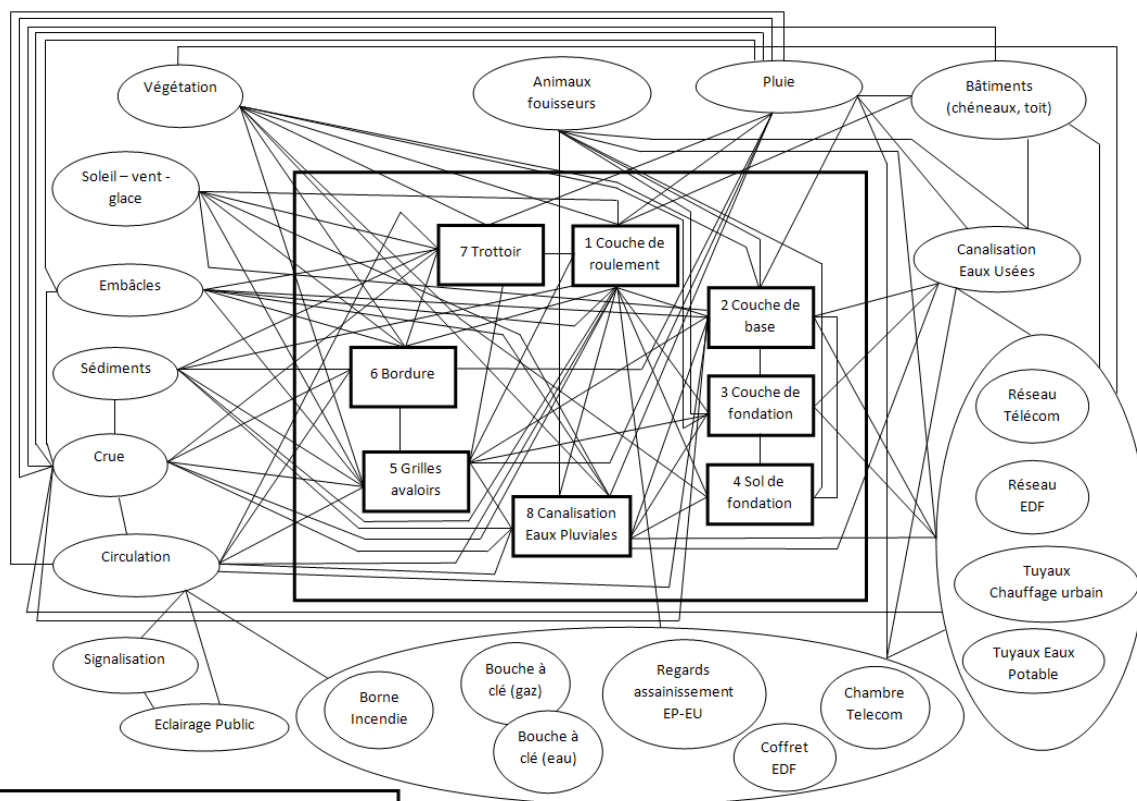 Végétation
Animaux
fouisseurs
Pluie
Bâtiments
(chéneaux, toit)
Soleil – vent -
glace
7 Trottoir
1 Couche de
roulement
Canalisation
Eaux Usées
Embâcles
2 Couche de
base
Sédiments
6 Bordure
3 Couche de
fondation
Réseau
Télécom
Crue
5 Grilles
avaloirs
4 Sol de
fondation
Réseau
EDF
8 Canalisation
Eaux Pluviales
Circulation
Tuyaux
Chauffage urbain
Signalisation
Tuyaux Eaux
Potable
Borne
Incendie
Bouche à
clé (gaz)
Regards
assainissement
EP-EU
Chambre
Telecom
Eclairage Public
Bouche à
clé (eau)
Coffret
EDF